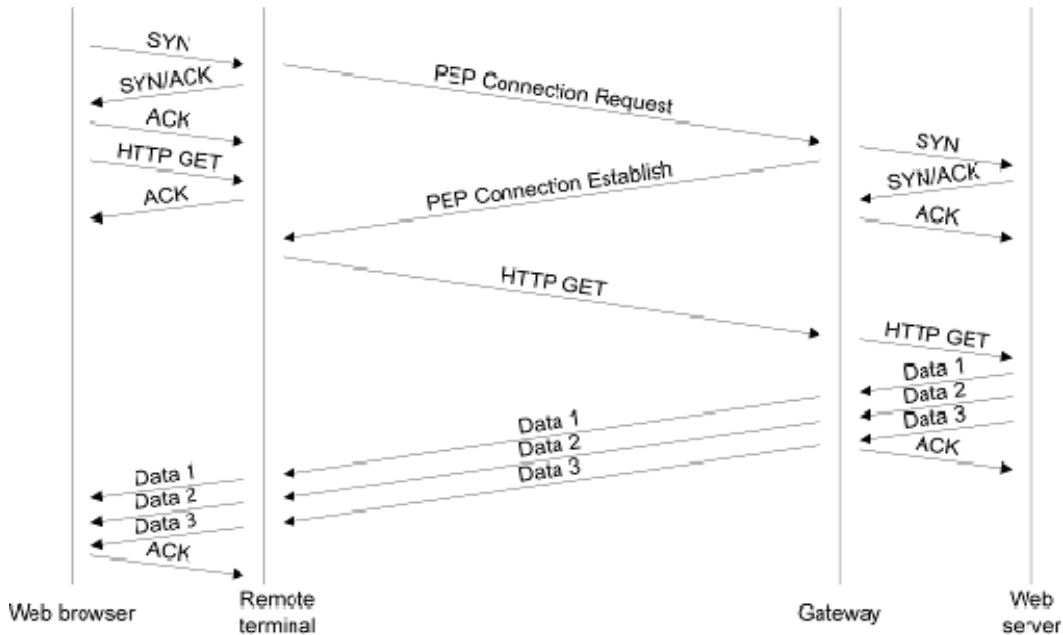 SYN
SYN/ACK
ACK
HTTP GET
ACK
PEP Connection Request
PEP Connection Establish
SYN
SYN/ACK
ACK
HTTP GET
HTTP GET
Data 1
Data 2
Data 3
ACK
Data 1
Data 2
Data 3
Data 1
Data 2
Data 3
ACK
Web browser
Remote
terminal
Gateway
Web
server